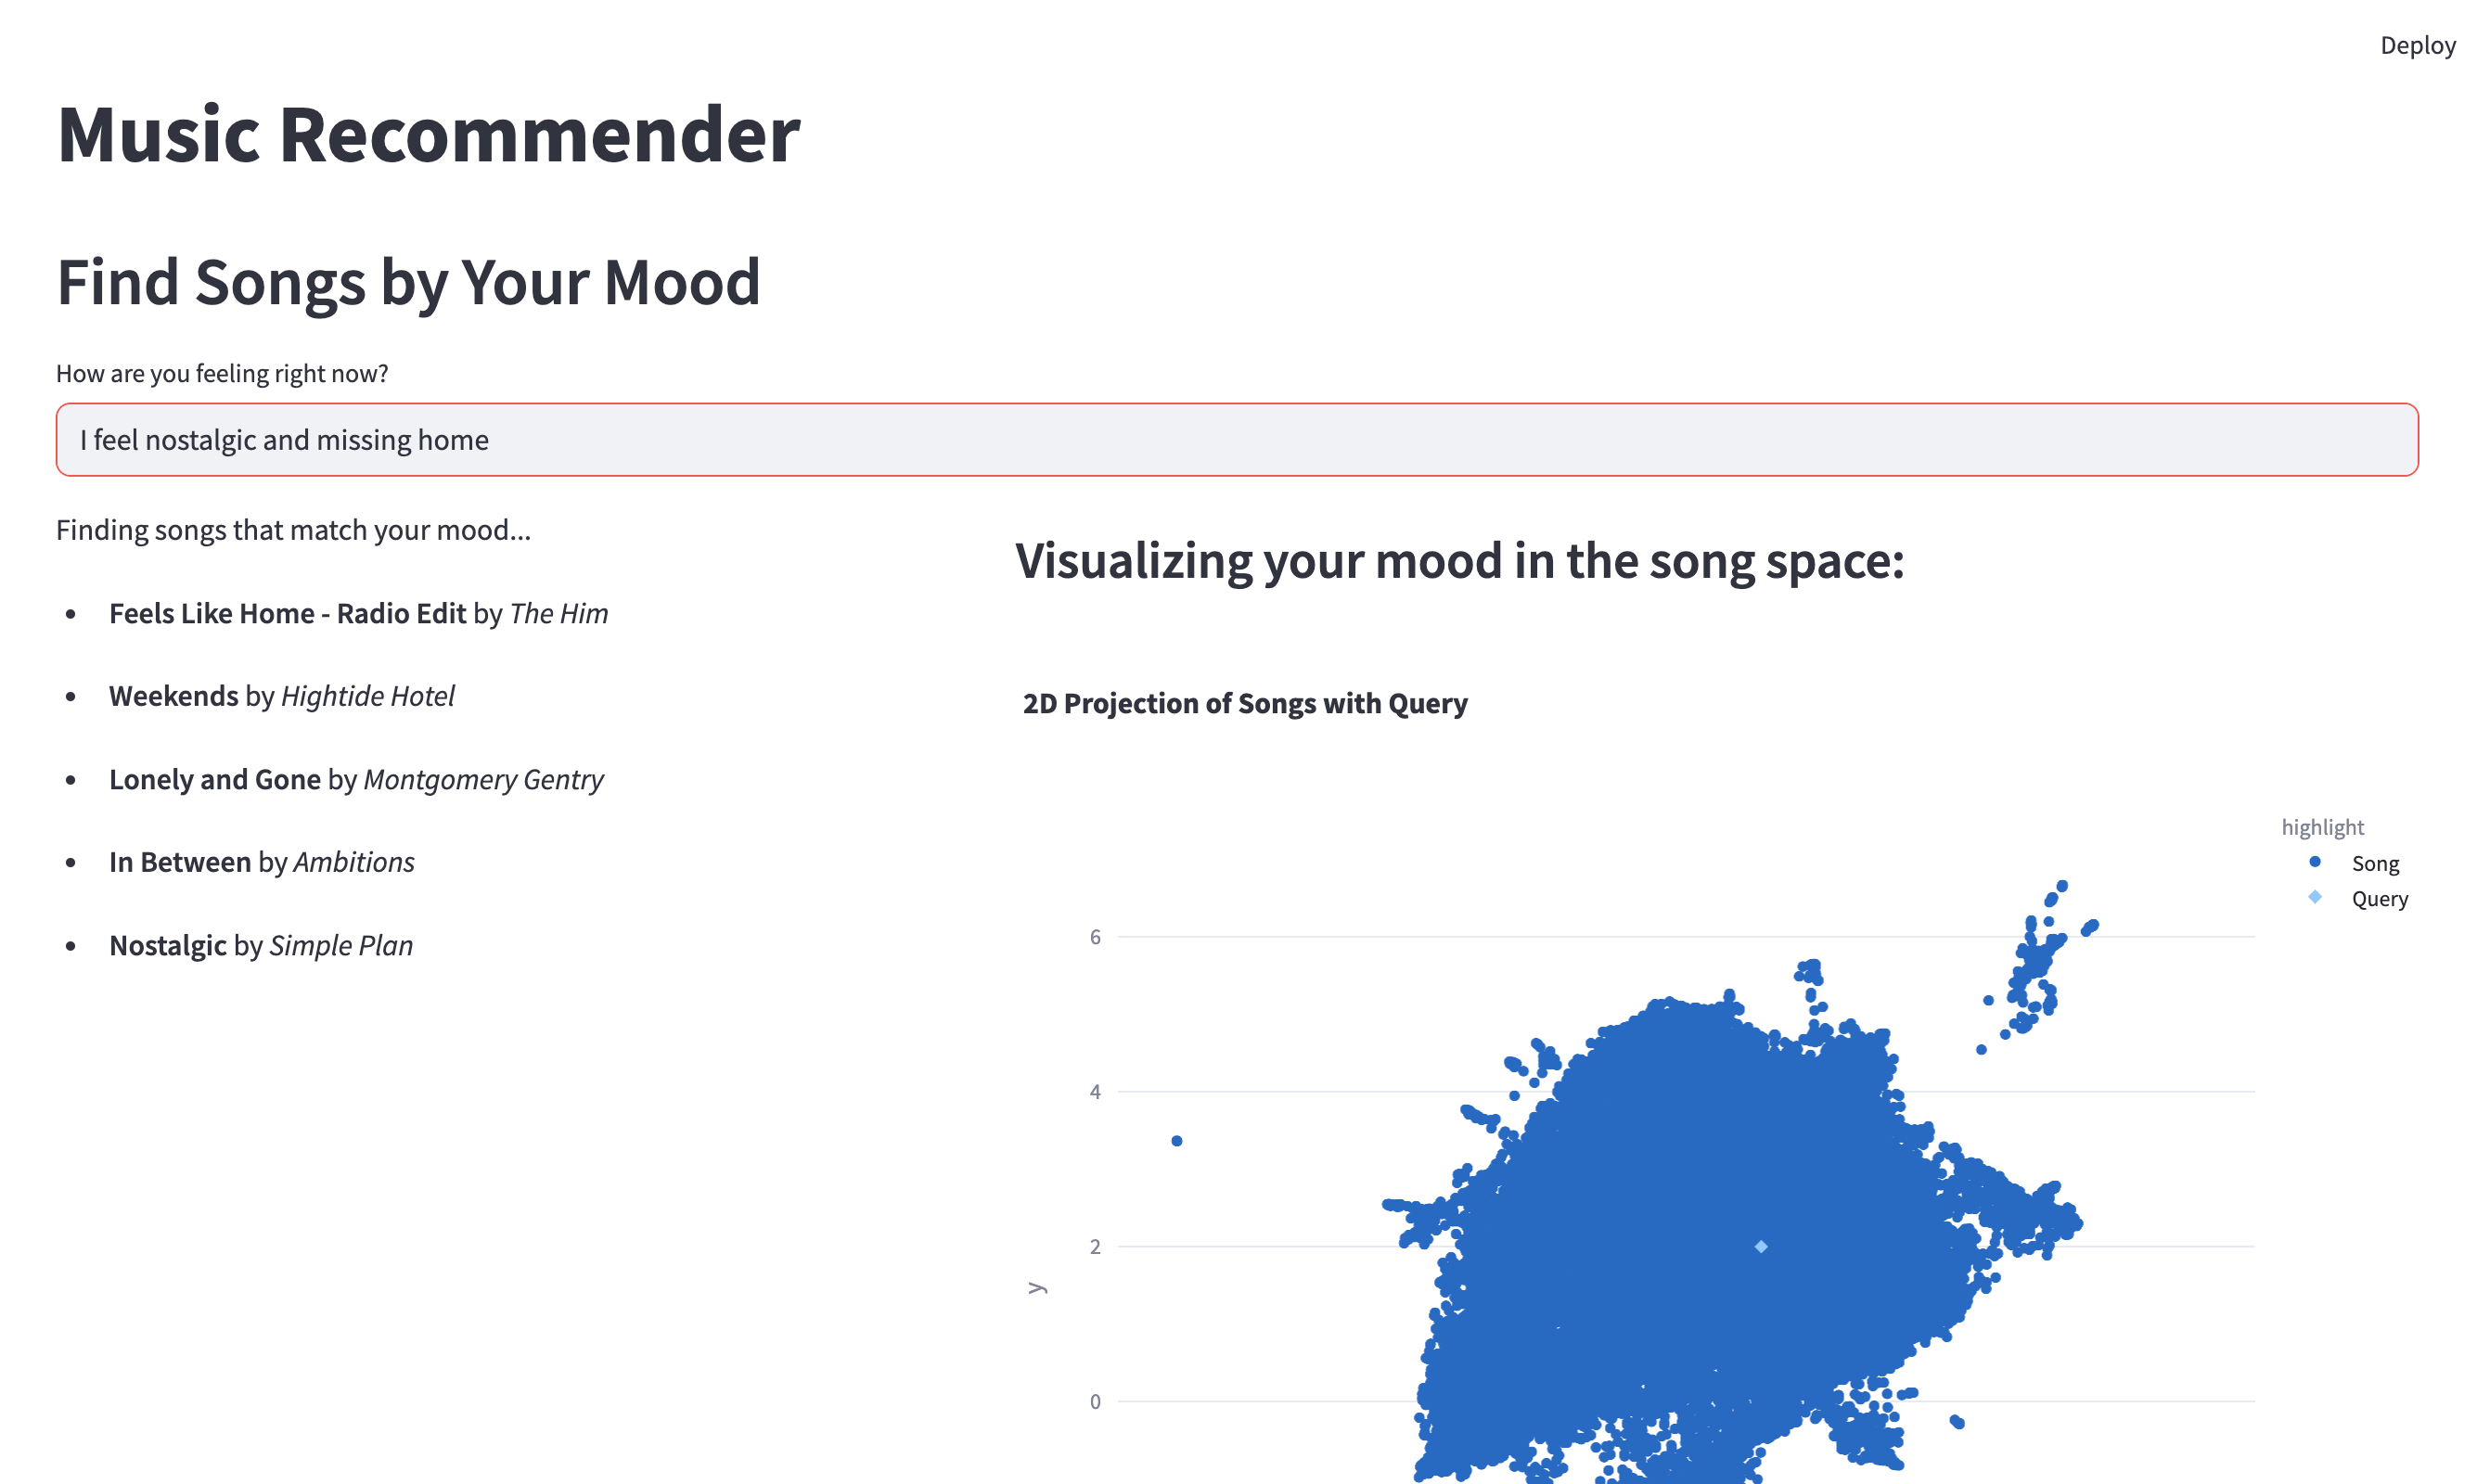 Deploy
Music Recommender
Find Songs by Your Mood
How are you feeling right now?
I feel nostalgic and missing home
Finding songs that match your mood...
Feels Like Home - Radio Edit by The Him
Weekends by Hightide Hotel
Lonely and Gone by Montgomery Gentry
In Between by Ambitions
Nostalgic by Simple Plan
Visualizing your mood in the song space:
2D Projection of Songs with Query
highlight
Song
Query
6
4
2
0
y